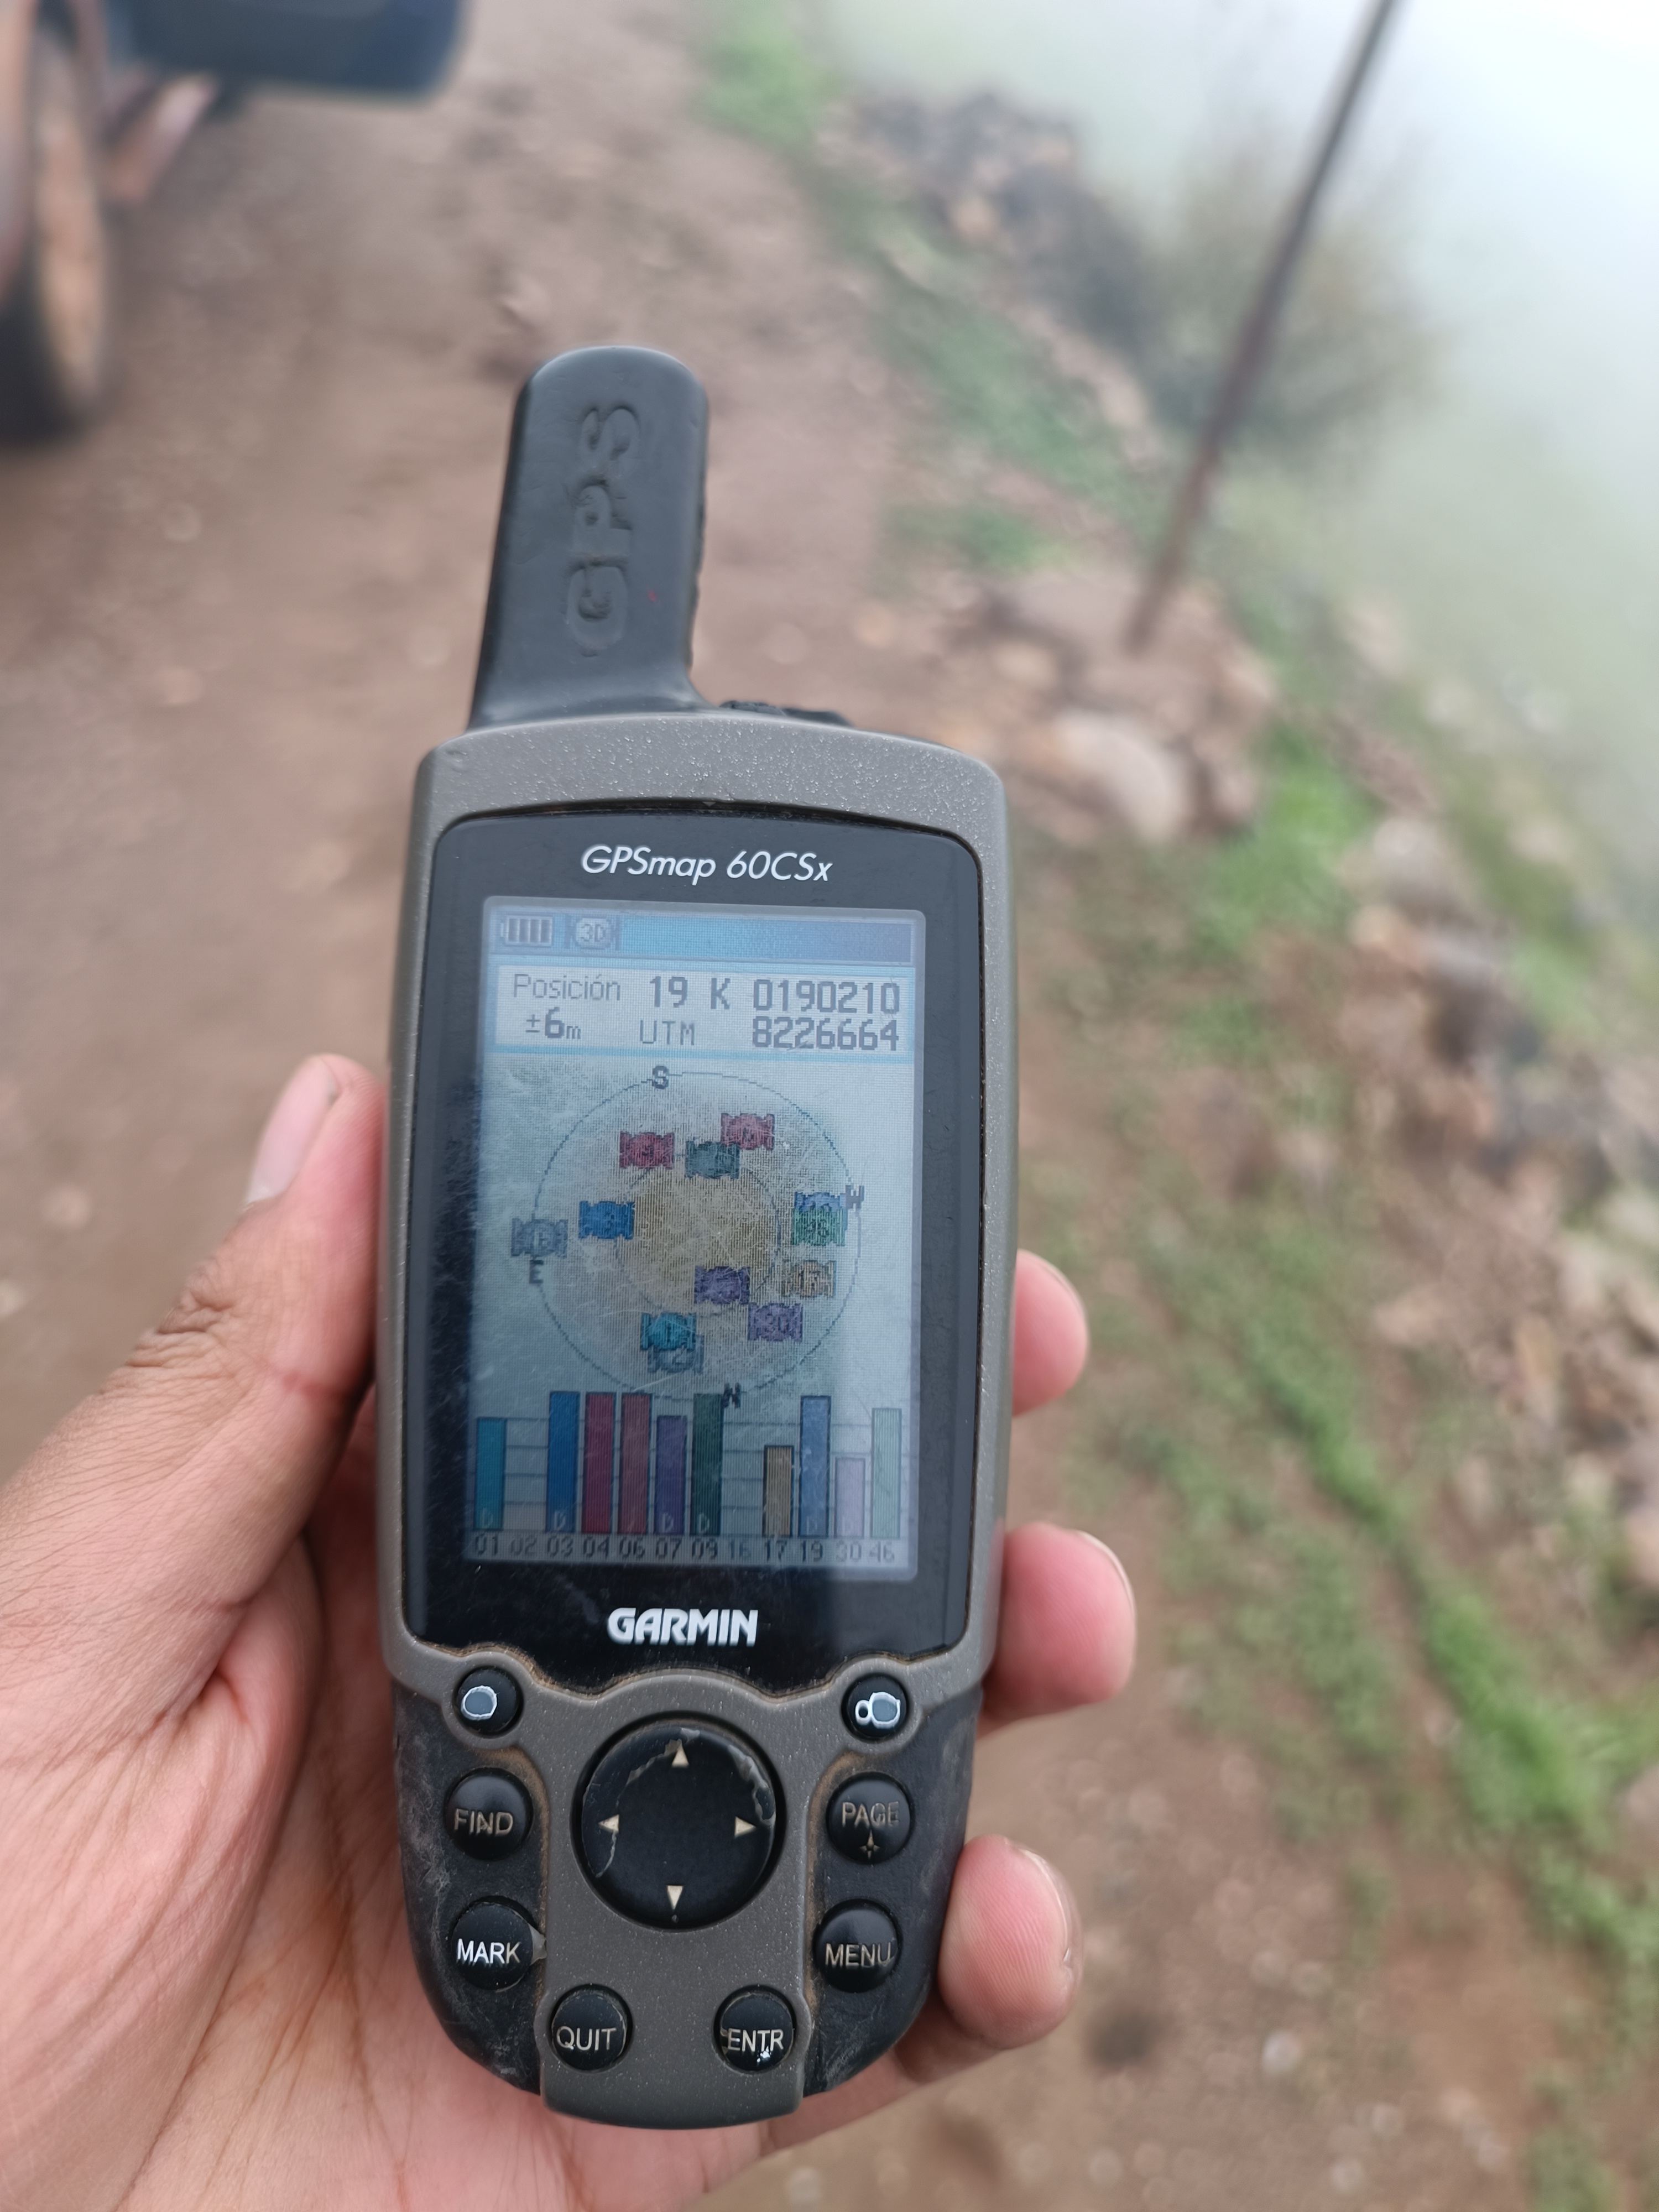 GPS
GPSmap 60CSx
3D
Posición 19 K 0190210
±6m UTM 8226664
S
W
E
N
D D D D D D
01 02 03 04 06 07 09 16 17 19 30 46
GARMIN
FIND
PAGE
MARK
MENU
QUIT
ENTR